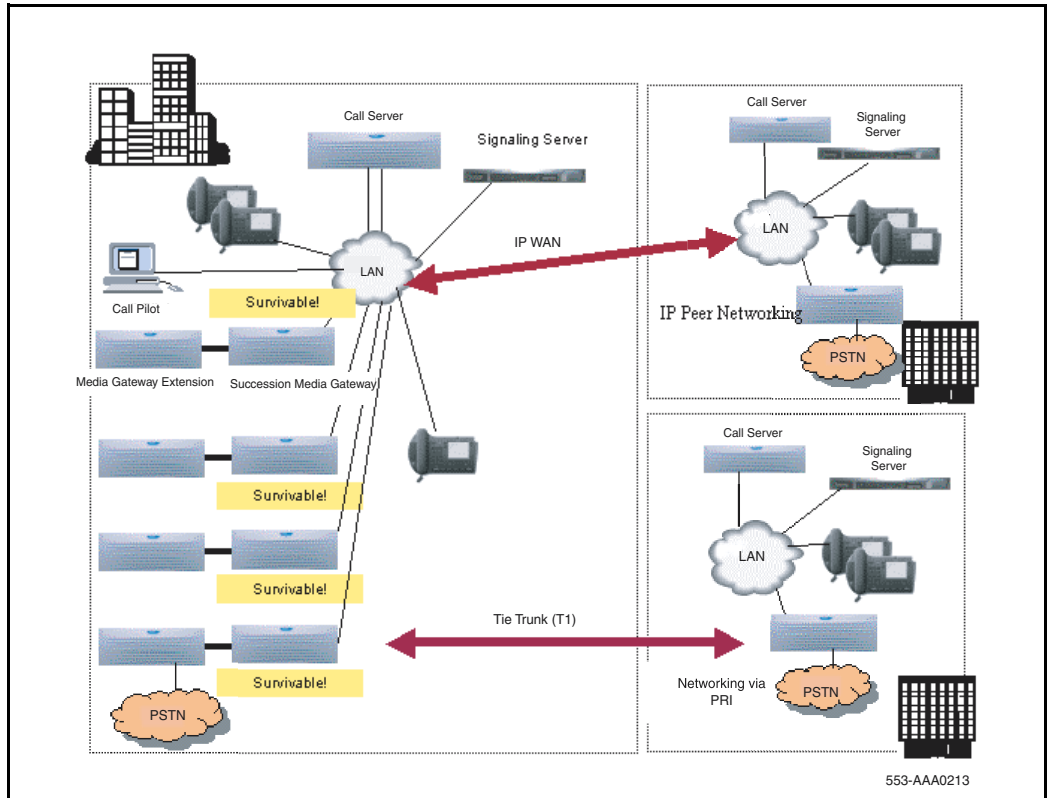 Call Server
Signaling Server
LAN
Call Pilot
Survivable!
Media Gateway Extension
Succession Media Gateway
Survivable!
Survivable!
Survivable!
PSTN
IP WAN
Tie Trunk (T1)
Call Server
Signaling
Server
LAN
IP Peer Networking
PSTN
Call Server
Signaling
Server
LAN
Networking via
PRI
PSTN
553-AAA0213